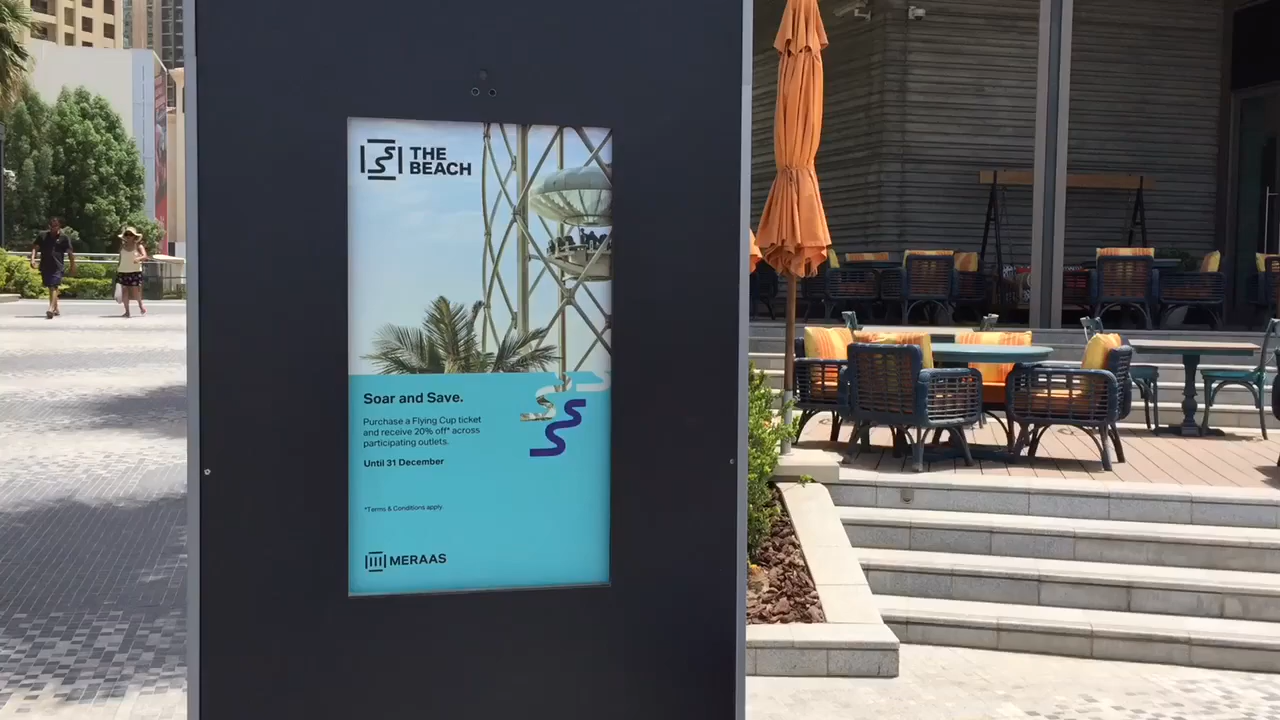 THE
BEACH
Soar and Save.
Purchase a Flying Cup ticket
and receive 20% off* across
participating outlets.
Until 31 December
*Terms & Conditions apply
MERAAS